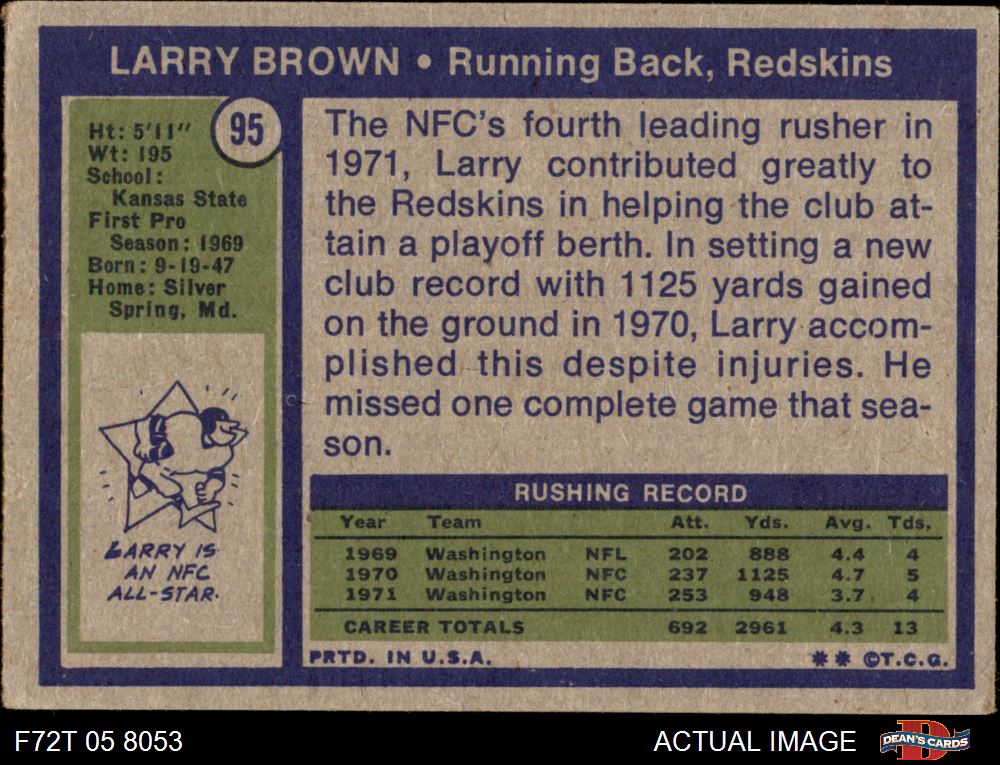 LARRY BROWN • Running Back, Redskins
95
Ht: 5'11"
Wt: 195
School:
Kansas State
First Pro
Season: 1969
Born: 9-19-47
Home: Silver
Spring, Md.
LARRY IS
AN NFC
ALL-STAR.
The NFC's fourth leading rusher in
1971, Larry contributed greatly to
the Redskins in helping the club at-
tain a playoff berth. In setting a new
club record with 1125 yards gained
on the ground in 1970, Larry accom-
plished this despite injuries. He
missed one complete game that sea-
son.
RUSHING RECORD
Year Team Att. Yds. Avg. Tds.
1969 Washington NFL 202 888 4.4 4
1970 Washington NFC 237 1125 4.7 5
1971 Washington NFC 253 948 3.7 4
CAREER TOTALS 692 2961 4.3 13
PRTD. IN U.S.A. ** ©T.C.G.
F72T 05 8053 ACTUAL IMAGE DEAN'S CARDS